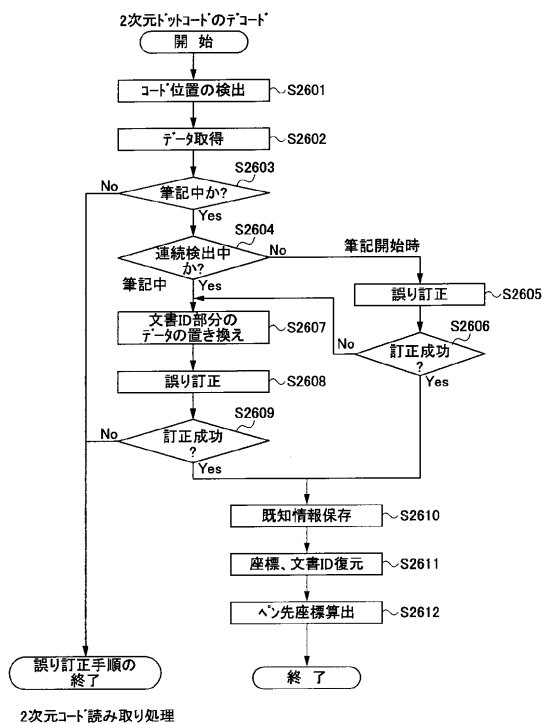 2次元ﾄﾞｯﾄｺｰﾄﾞのﾃﾞｺｰﾄﾞ
開 始
ｺｰﾄﾞ位置の検出
S2601
ﾃﾞｰﾀ取得
S2602
S2603
No
筆記中か?
Yes
S2604
連続検出中
か?
No
筆記開始時
筆記中
Yes
誤り訂正
S2605
文書ID部分の
ﾃﾞｰﾀの置き換え
S2607
S2606
No
訂正成功
?
Yes
誤り訂正
S2608
S2609
No
訂正成功
?
Yes
既知情報保存
S2610
座標、文書ID復元
S2611
ﾍﾟﾝ先座標算出
S2612
誤り訂正手順の
終了
終 了
2次元ｺｰﾄﾞ読み取り処理